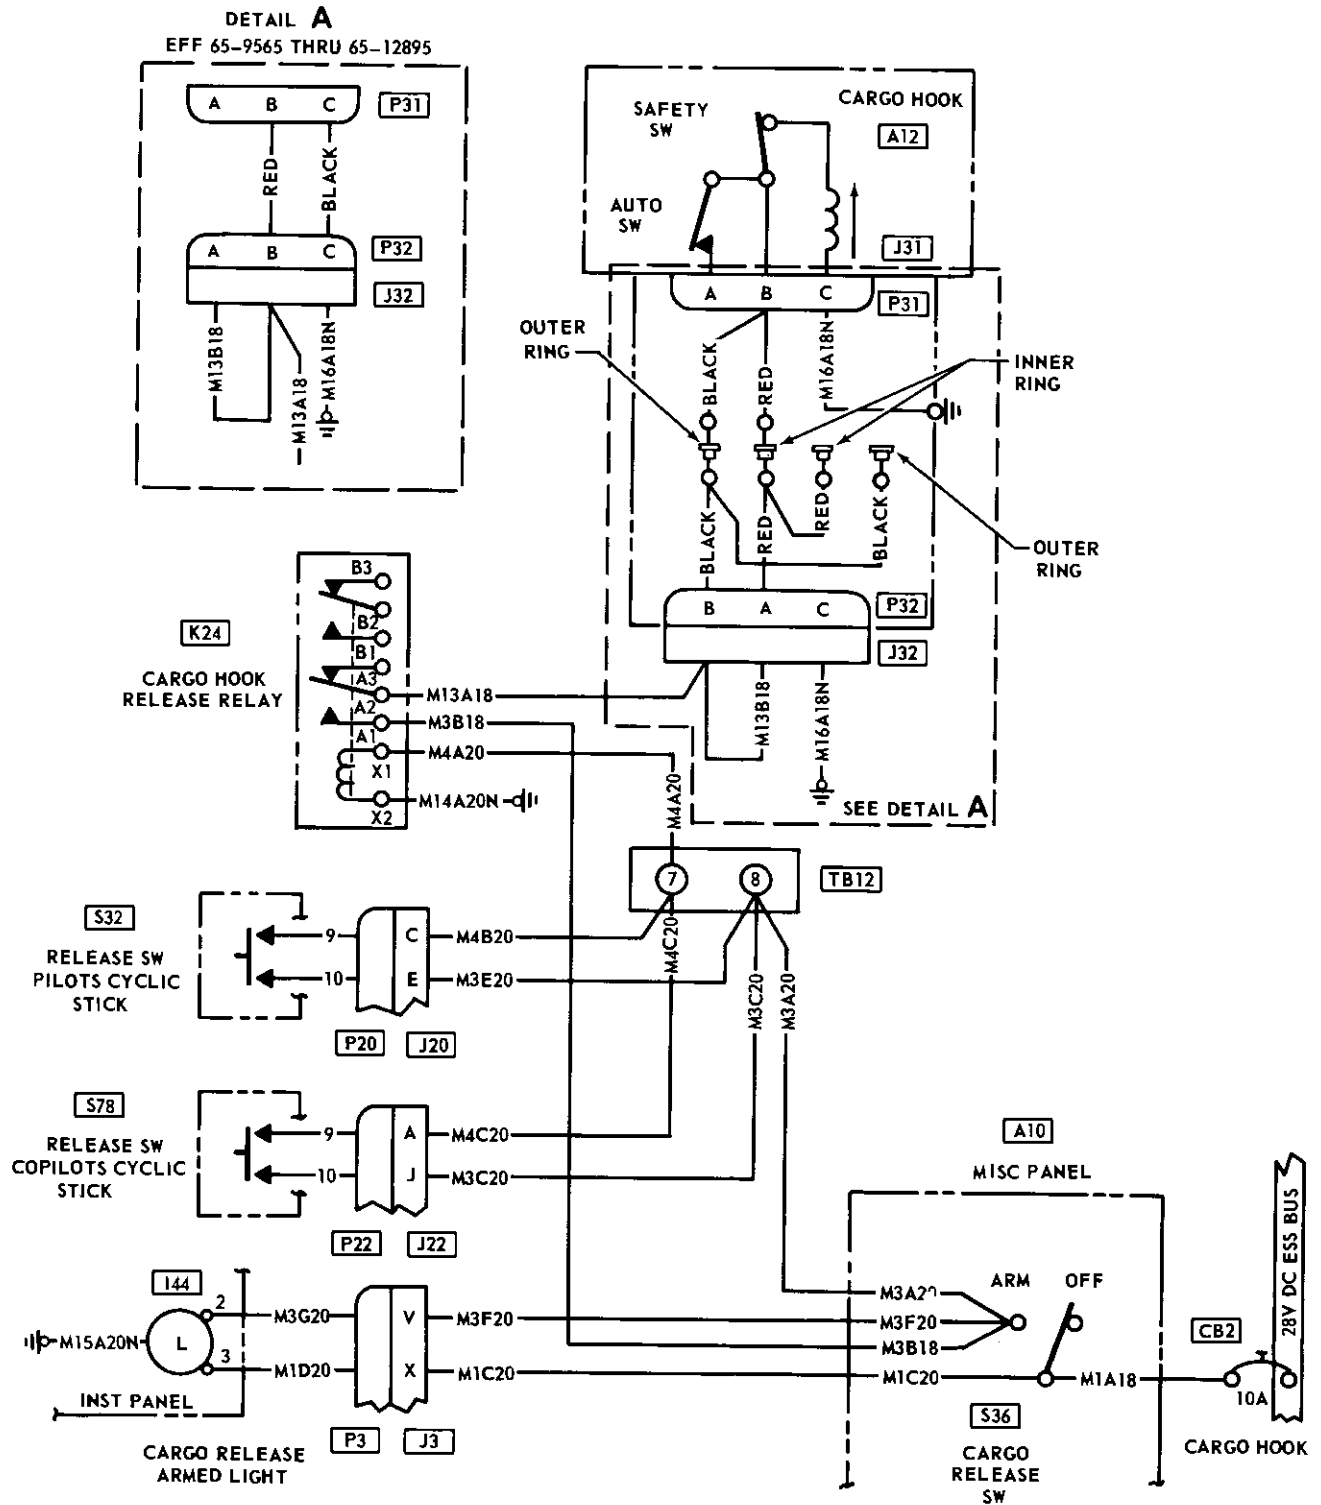 DETAIL A
EFF 65-9565 THRU 65-12895
A B C
P31
RED
BLACK
A B C
P32
J32
M13B18
M13A18
M16A18N
CARGO HOOK
A12
SAFETY
SW
AUTO
SW
J31
A B C
P31
OUTER
RING
INNER
RING
BLACK
RED
M16A18N
BLACK
RED
RED
BLACK
OUTER
RING
B A C
P32
J32
M13B18
M16A18N
SEE DETAIL A
K24
CARGO HOOK
RELEASE RELAY
B3
B2
B1
A3
A2
A1
X1
X2
M13A18
M3B18
M4A20
M14A20N
M4A20
7 8
TB12
S32
RELEASE SW
PILOTS CYCLIC
STICK
9
10
C
E
P20
J20
M4B20
M3E20
M4C20
M3C20
M3A20
S78
RELEASE SW
COPILOTS CYCLIC
STICK
9
10
A
J
P22
J22
M4C20
M3C20
A10
MISC PANEL
I44
2
3
L
M15A20N
M3G20
M1D20
INST PANEL
V
X
P3
J3
CARGO RELEASE
ARMED LIGHT
M3F20
M1C20
M3A20
M3F20
M3B18
M1C20
ARM OFF
S36
CARGO
RELEASE
SW
M1A18
CB2
10A
28V DC ESS BUS
CARGO HOOK